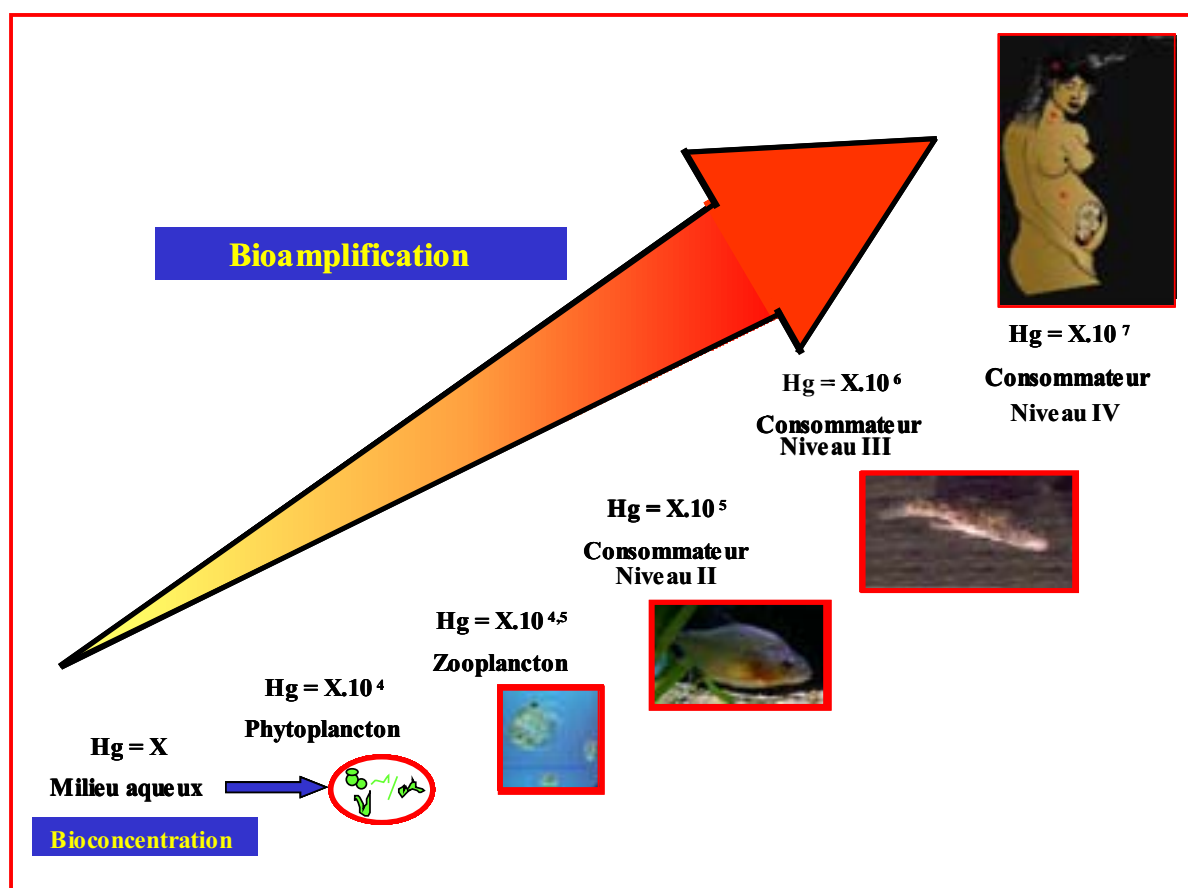 Bioamplification
Hg = X.10 ⁷
Consommateur
Niveau IV
Hg = X.10 ⁶
Consommateur
Niveau III
Hg = X.10 ⁵
Consommateur
Niveau II
Hg = X.10 ⁴,⁵
Zooplancton
Hg = X.10 ⁴
Phytoplancton
Hg = X
Milieu aqueux
Bioconcentration